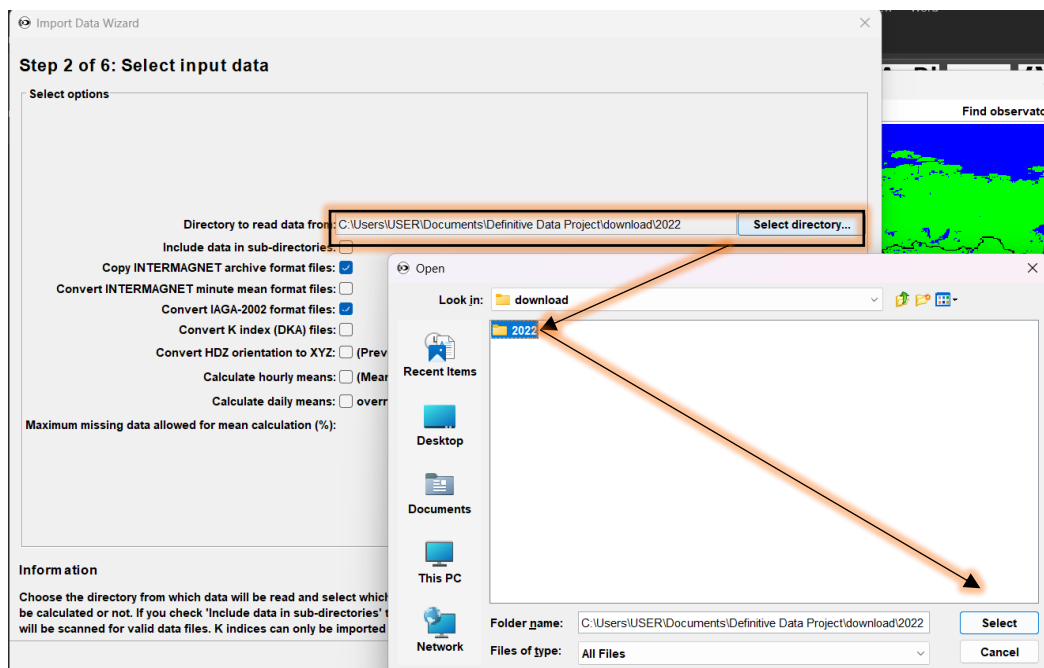 Import Data Wizard
Step 2 of 6: Select input data
Select options
Find observato
Directory to read data from: C:\Users\USER\Documents\Definitive Data Project\download\2022 Select directory...
Include data in sub-directories:
Copy INTERMAGNET archive format files:
Convert INTERMAGNET minute mean format files:
Convert IAGA-2002 format files:
Convert K index (DKA) files:
Convert HDZ orientation to XYZ: (Prev
Calculate hourly means: (Mear
Calculate daily means: overr
Maximum missing data allowed for mean calculation (%):
Information
Choose the directory from which data will be read and select which
be calculated or not. If you check 'Include data in sub-directories' t
will be scanned for valid data files. K indices can only be imported
Open
Look in: download
2022
Recent Items
Desktop
Documents
This PC
Network
Folder name: C:\Users\USER\Documents\Definitive Data Project\download\2022 Select
Files of type: All Files Cancel